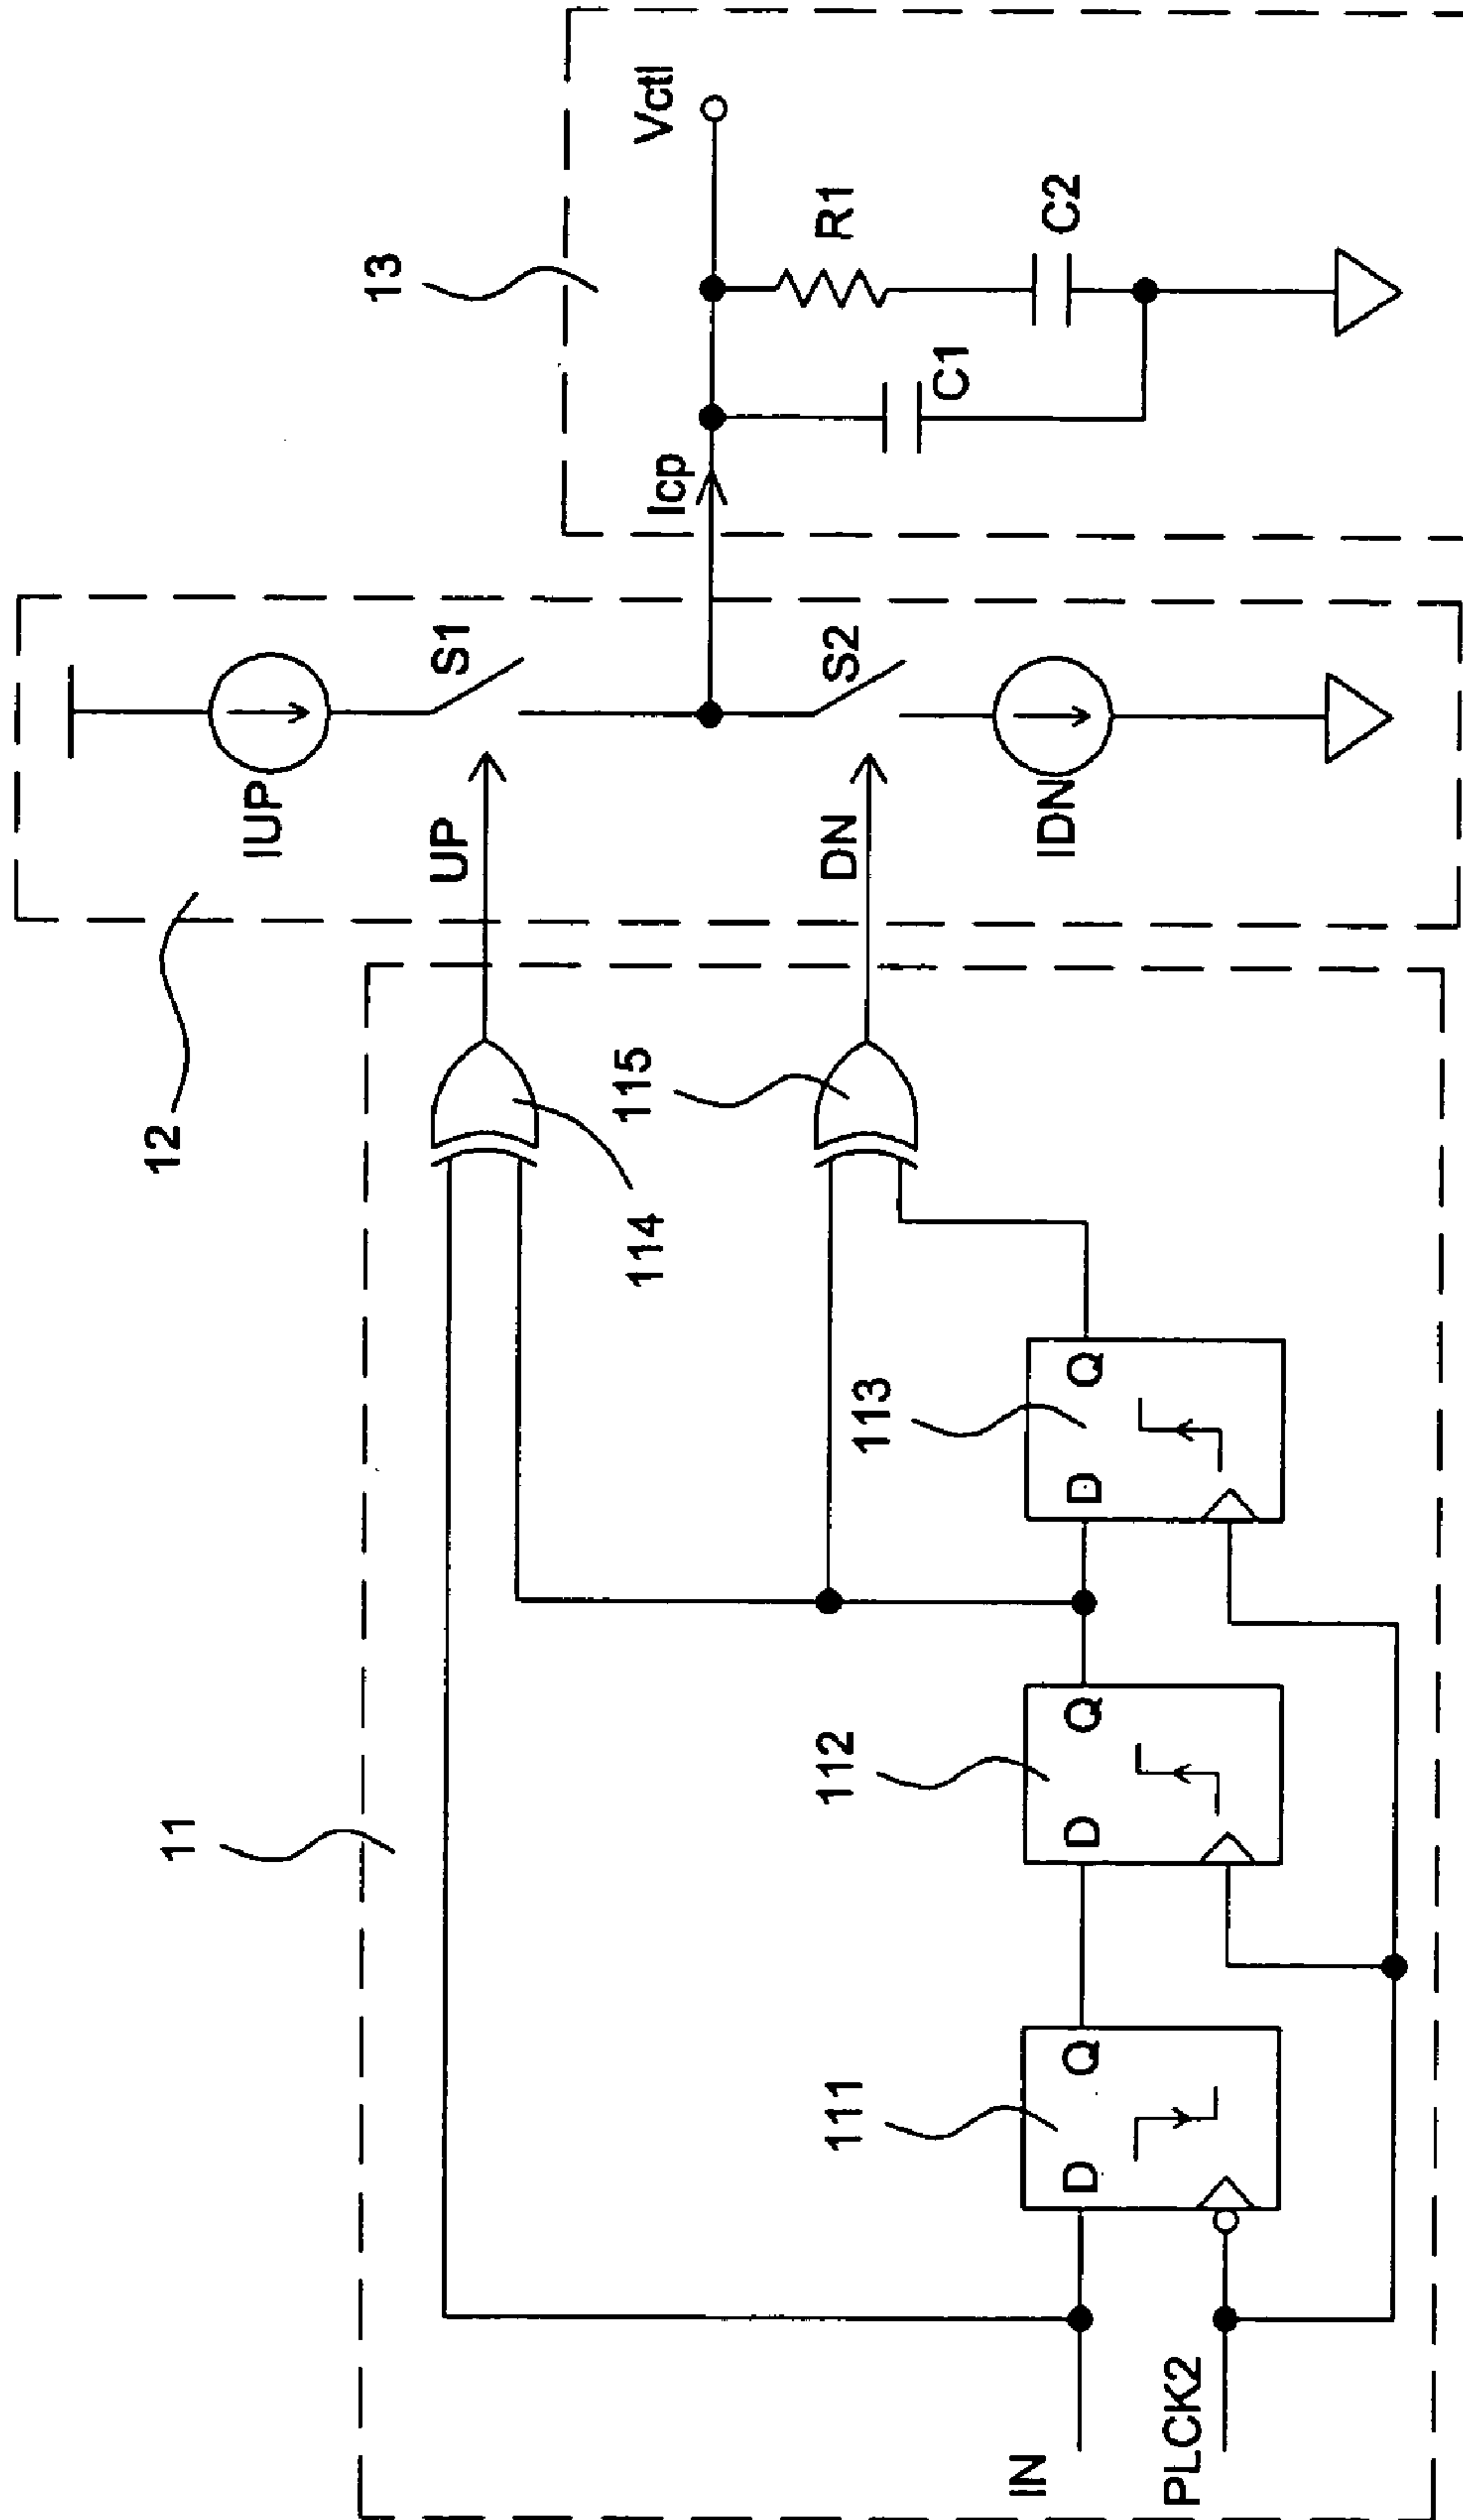 11
IN
PLCK2
D
Q
111
D
Q
112
D
Q
113
114
115
12
UP
DN
IUP
S1
S2
IDN
13
Icp
Vctl
C1
R1
C2